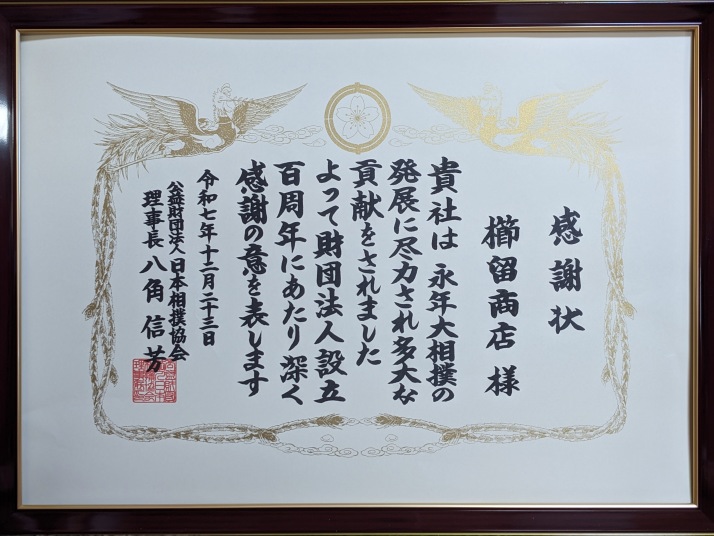 感謝状
櫛留商店 様
貴社は 永年大相撲の
発展に尽力され多大な
貢献をされました
よって財団法人設立
百周年にあたり 深く
感謝の意を表します
令和七年十二月二十三日
公益財団法人日本相撲協会
理事長 八角 信芳